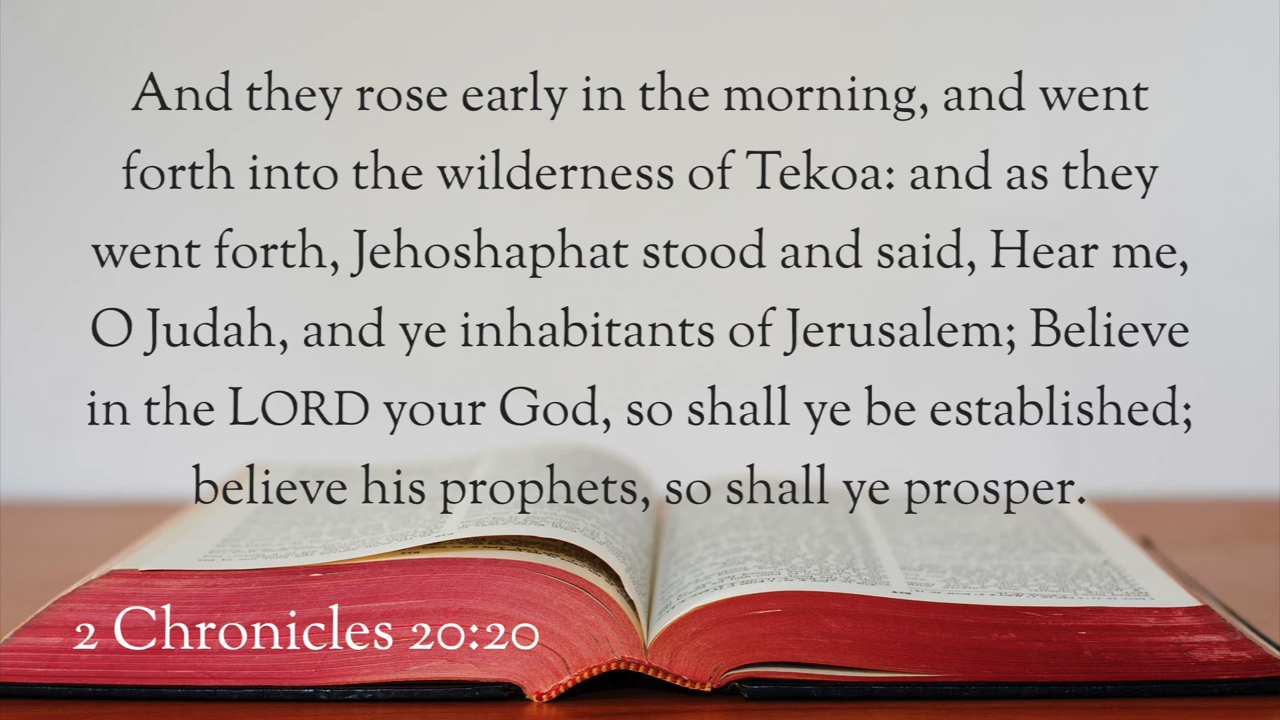 And they rose early in the morning, and went
forth into the wilderness of Tekoa: and as they
went forth, Jehoshaphat stood and said, Hear me,
O Judah, and ye inhabitants of Jerusalem; Believe
in the LORD your God, so shall ye be established;
believe his prophets, so shall ye prosper.
2 Chronicles 20:20